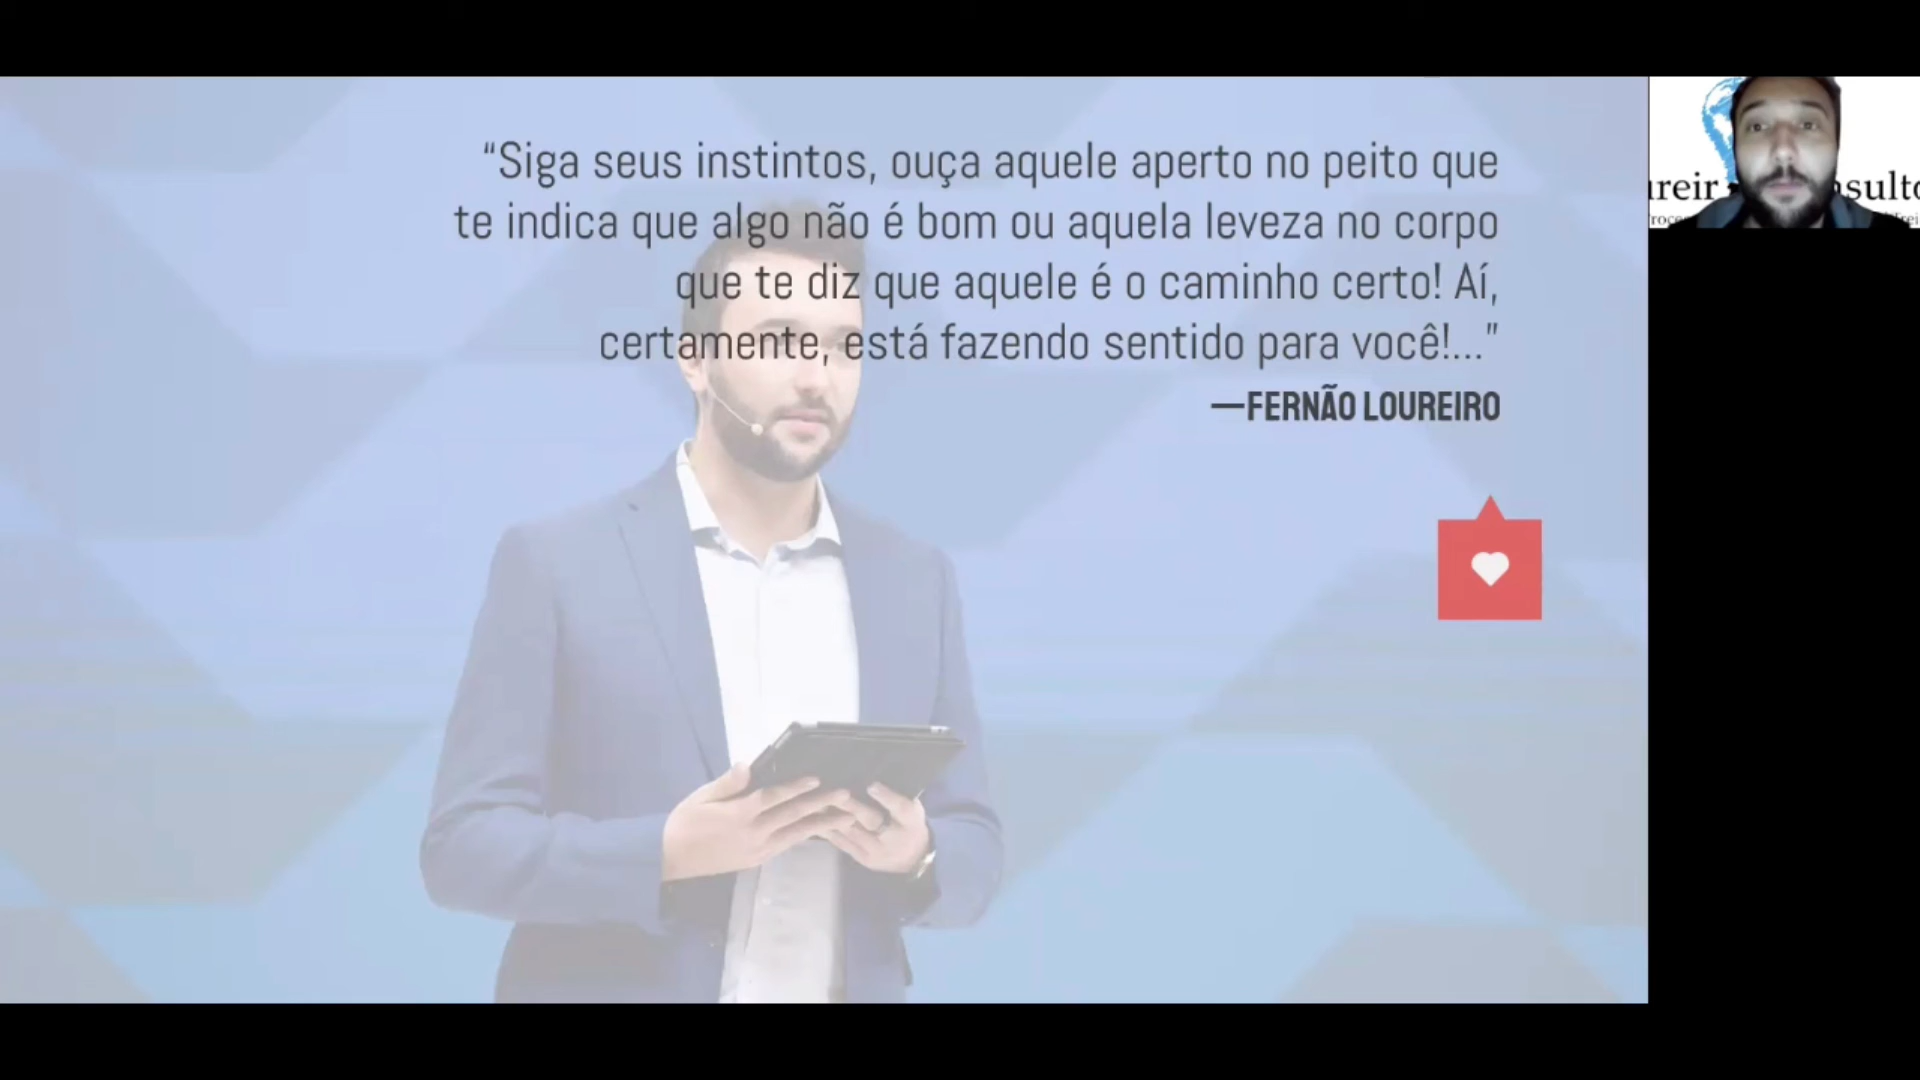 “Siga seus instintos, ouça aquele aperto no peito que
te indica que algo não é bom ou aquela leveza no corpo
que te diz que aquele é o caminho certo! Aí,
certamente, está fazendo sentido para você!...”
—FERNÃO LOUREIRO